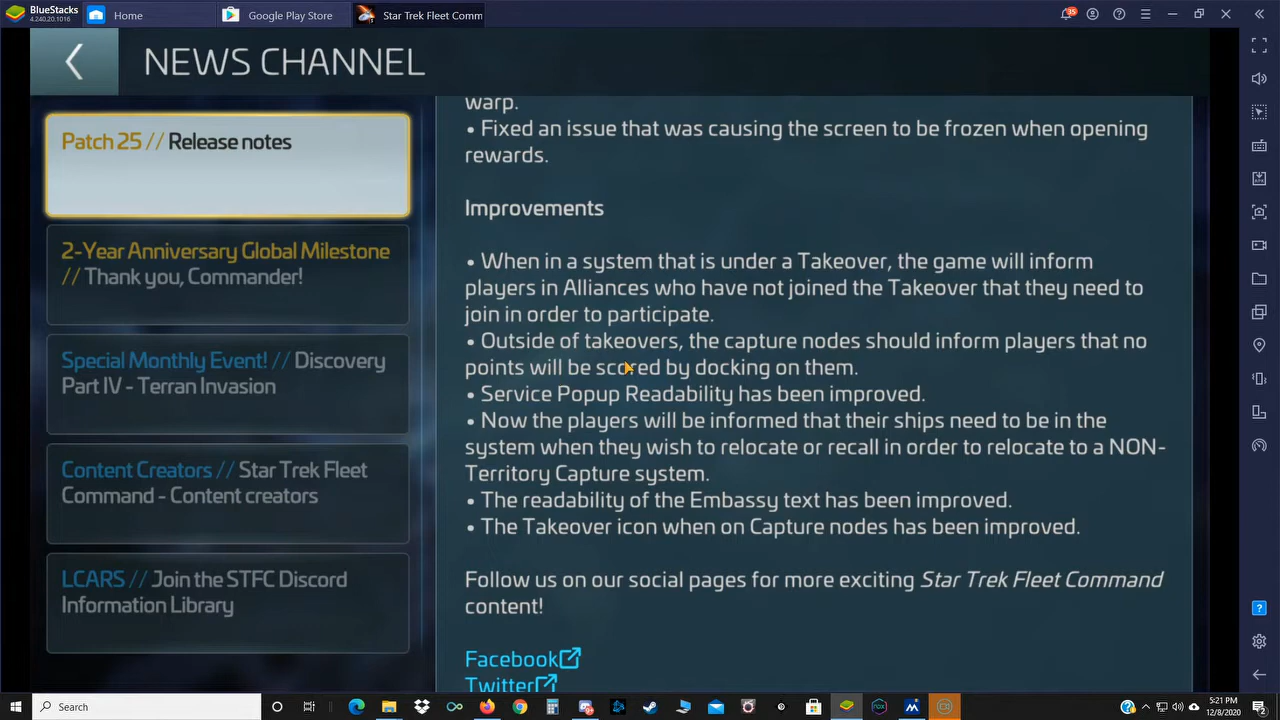 BlueStacks
4.240.20.1016
Home
Google Play Store
Star Trek Fleet Comm
35
NEWS CHANNEL
Patch 25 // Release notes
2-Year Anniversary Global Milestone
// Thank you, Commander!
Special Monthly Event! // Discovery
Part IV - Terran Invasion
Content Creators // Star Trek Fleet
Command - Content creators
LCARS // Join the STFC Discord
Information Library
warp.
• Fixed an issue that was causing the screen to be frozen when opening
rewards.
Improvements
• When in a system that is under a Takeover, the game will inform
players in Alliances who have not joined the Takeover that they need to
join in order to participate.
• Outside of takeovers, the capture nodes should inform players that no
points will be scored by docking on them.
• Service Popup Readability has been improved.
• Now the players will be informed that their ships need to be in the
system when they wish to relocate or recall in order to relocate to a NON-
Territory Capture system.
• The readability of the Embassy text has been improved.
• The Takeover icon when on Capture nodes has been improved.
Follow us on our social pages for more exciting Star Trek Fleet Command
content!
Facebook
Twitter
Search
5:21 PM
12/8/2020